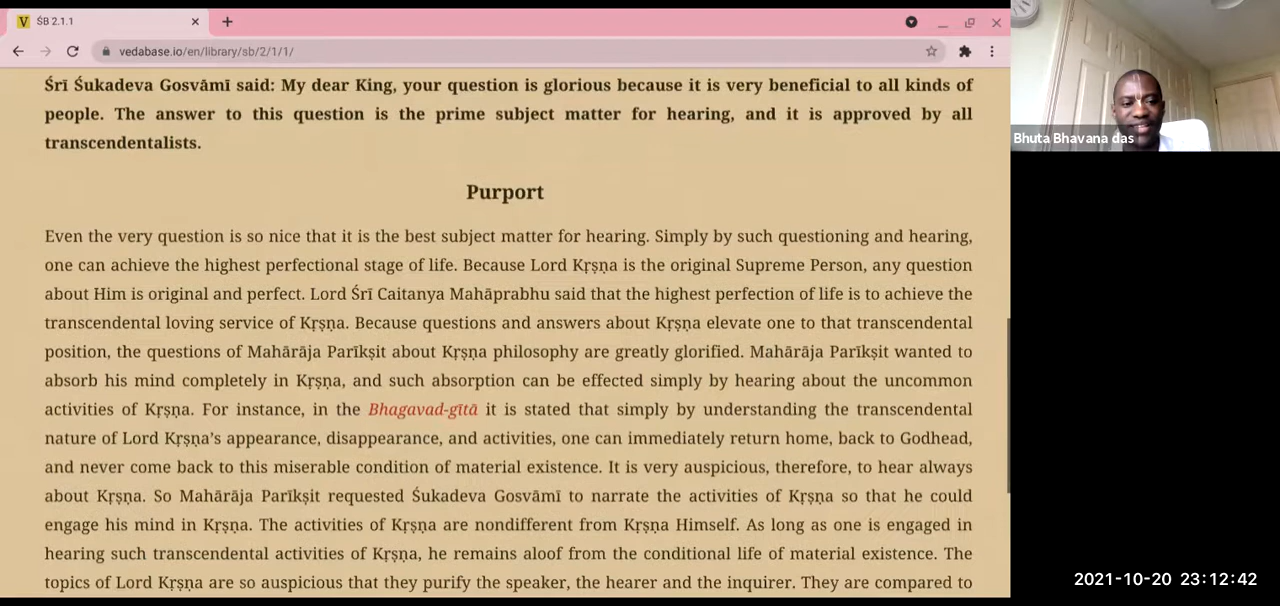 ŚB 2.1.1
vedabase.io/en/library/sb/2/1/1/
Śrī Śukadeva Gosvāmī said: My dear King, your question is glorious because it is very beneficial to all kinds of
people. The answer to this question is the prime subject matter for hearing, and it is approved by all
transcendentalists.
Purport
Even the very question is so nice that it is the best subject matter for hearing. Simply by such questioning and hearing,
one can achieve the highest perfectional stage of life. Because Lord Kṛṣṇa is the original Supreme Person, any question
about Him is original and perfect. Lord Śrī Caitanya Mahāprabhu said that the highest perfection of life is to achieve the
transcendental loving service of Kṛṣṇa. Because questions and answers about Kṛṣṇa elevate one to that transcendental
position, the questions of Mahārāja Parīkṣit about Kṛṣṇa philosophy are greatly glorified. Mahārāja Parīkṣit wanted to
absorb his mind completely in Kṛṣṇa, and such absorption can be effected simply by hearing about the uncommon
activities of Kṛṣṇa. For instance, in the Bhagavad-gītā it is stated that simply by understanding the transcendental
nature of Lord Kṛṣṇa's appearance, disappearance, and activities, one can immediately return home, back to Godhead,
and never come back to this miserable condition of material existence. It is very auspicious, therefore, to hear always
about Kṛṣṇa. So Mahārāja Parīkṣit requested Śukadeva Gosvāmī to narrate the activities of Kṛṣṇa so that he could
engage his mind in Kṛṣṇa. The activities of Kṛṣṇa are nondifferent from Kṛṣṇa Himself. As long as one is engaged in
hearing such transcendental activities of Kṛṣṇa, he remains aloof from the conditional life of material existence. The
topics of Lord Kṛṣṇa are so auspicious that they purify the speaker, the hearer and the inquirer. They are compared to
Bhuta Bhavana das
2021-10-20 23:12:42